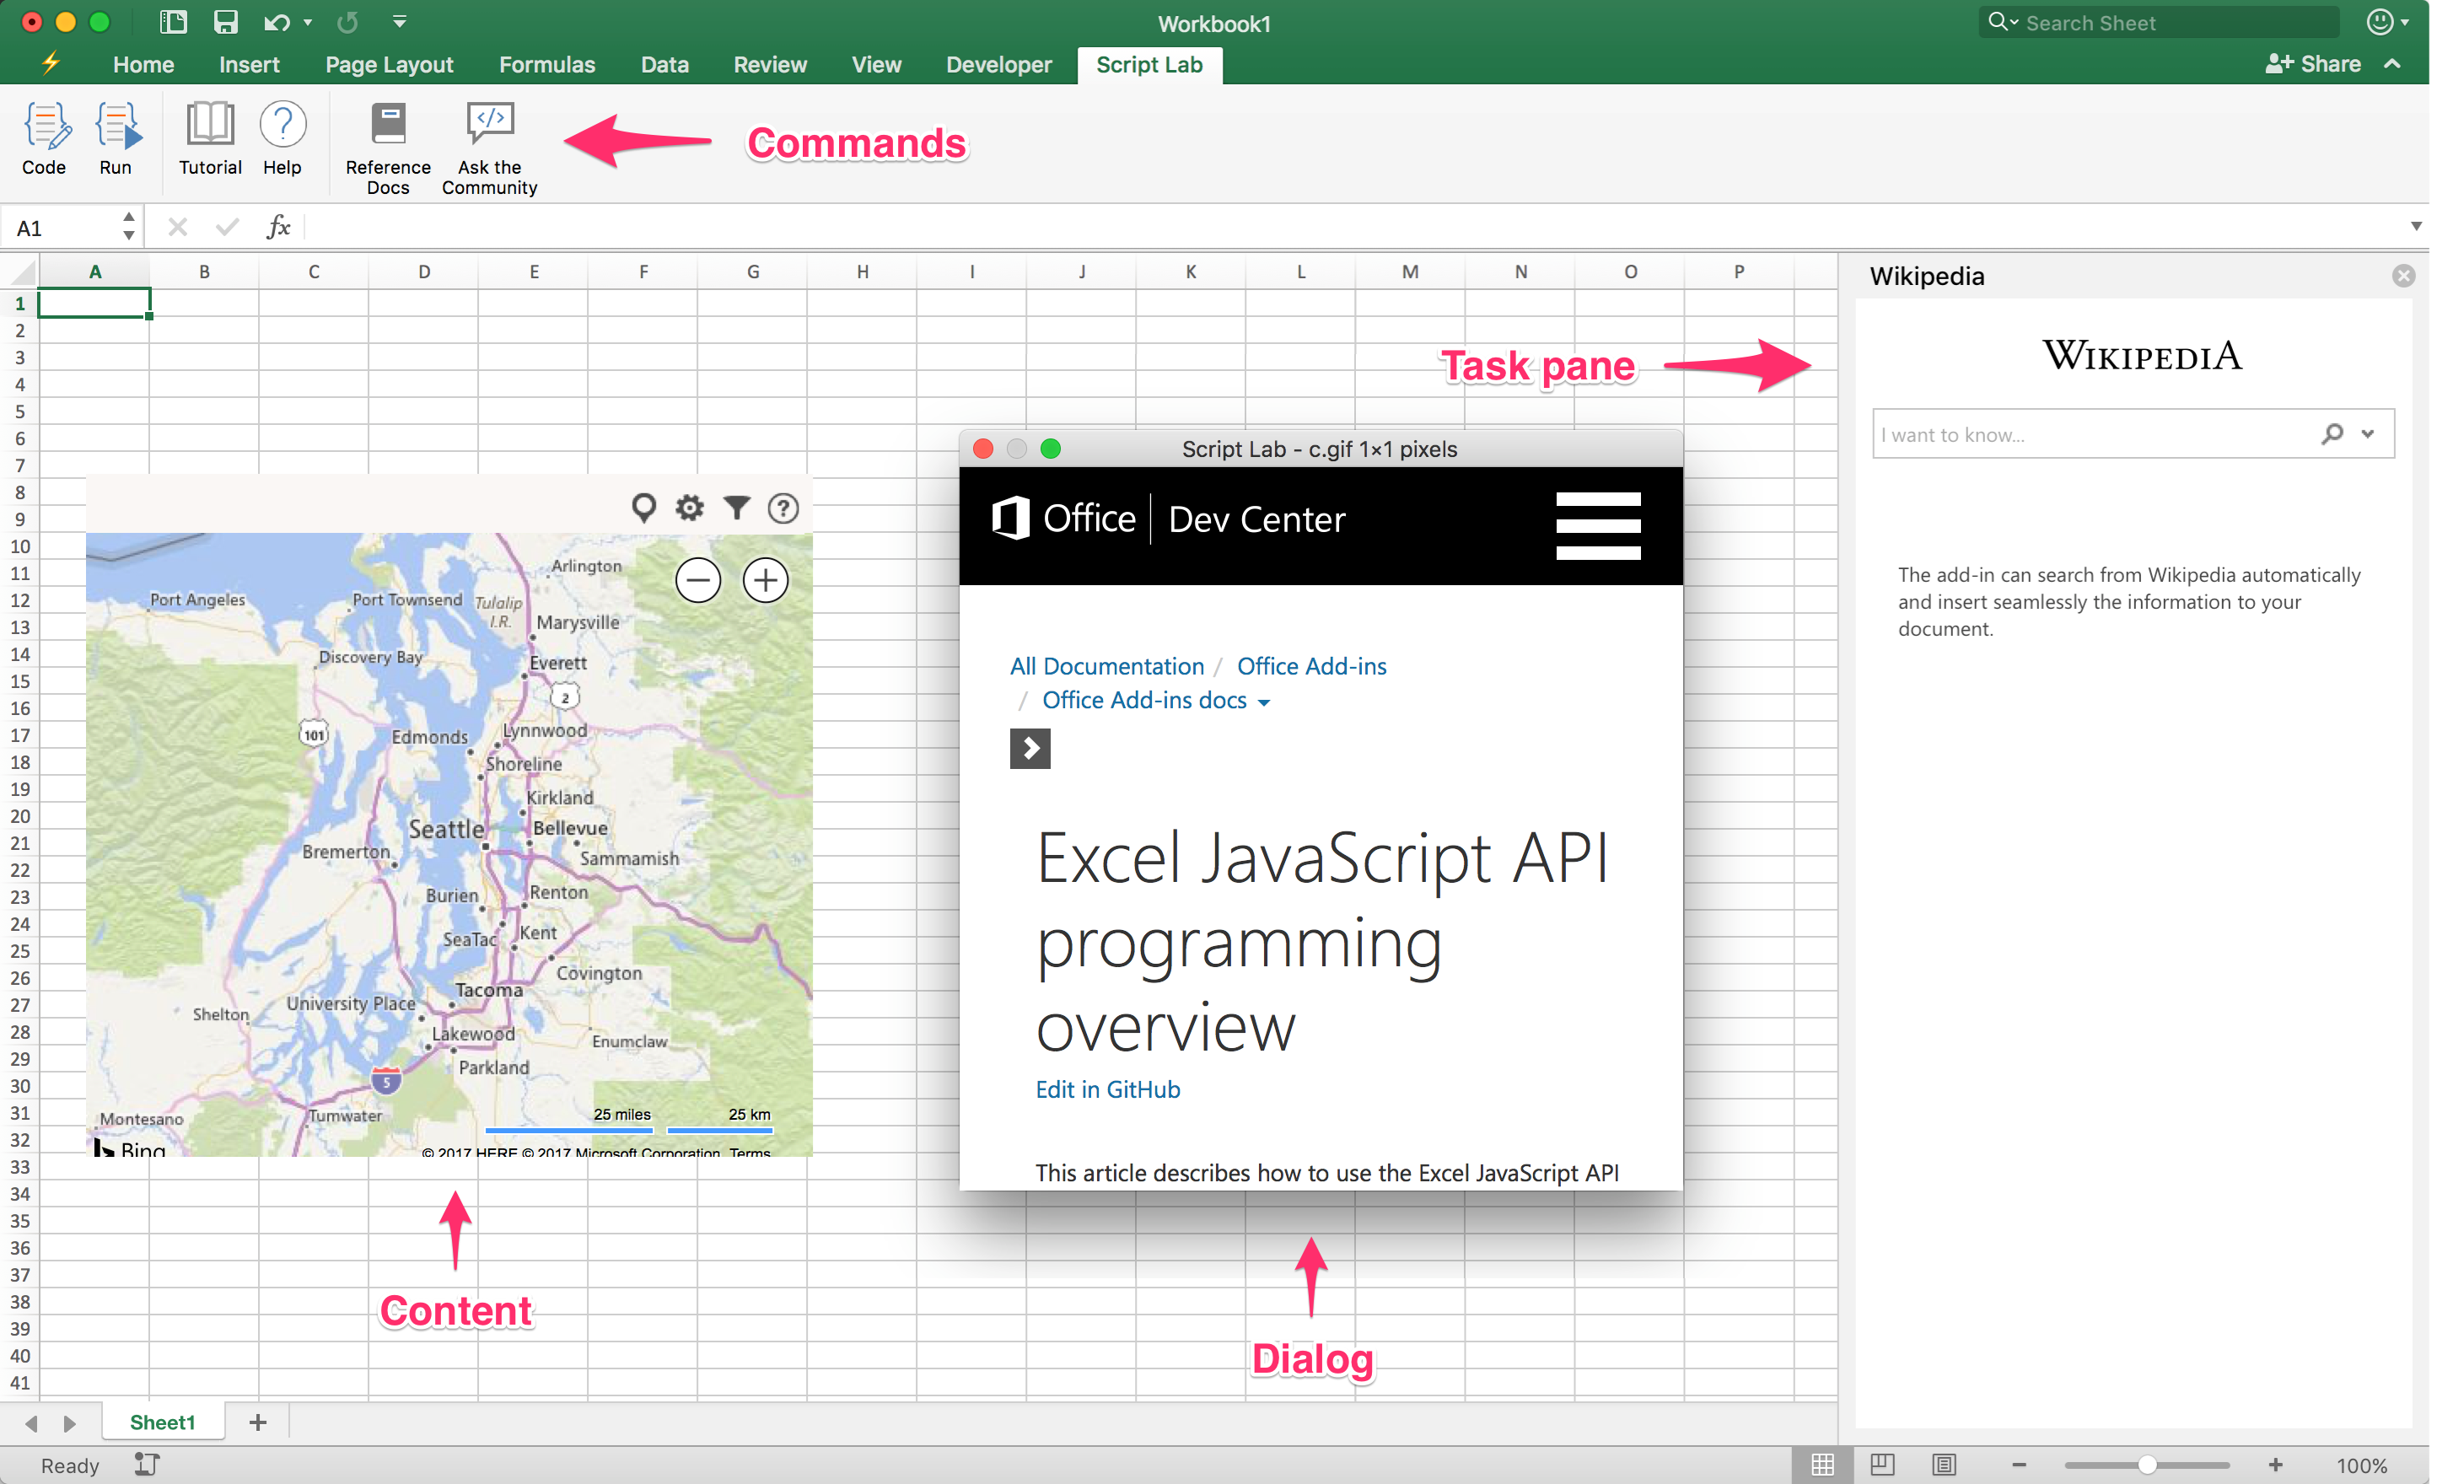 Workbook1
Search Sheet
Home Insert Page Layout Formulas Data Review View Developer Script Lab
Share
Code Run Tutorial Help Reference Docs Ask the Community
Commands
A1
fx
A B C D E F G H I J K L M N O P
1
2
3
4
5
6
7
8
9
10
11
12
13
14
15
16
17
18
19
20
21
22
23
24
25
26
27
28
29
30
31
32
33
34
35
36
37
38
39
40
41
Arlington
Port Angeles
Port Townsend
Tulalip
I.R.
Marysville
Discovery Bay
Everett
2
101
Edmonds
Lynnwood
Shoreline
Kirkland
Seattle
Bellevue
Bremerton
Sammamish
Burien
Renton
SeaTac
Kent
Covington
Tacoma
University Place
Shelton
Lakewood
Enumclaw
Parkland
5
Montesano
Tumwater
25 miles
25 km
Bing
© 2017 HERE © 2017 Microsoft Corporation Terms
Content
Script Lab - c.gif 1×1 pixels
Office | Dev Center
All Documentation / Office Add-ins
/ Office Add-ins docs
Excel JavaScript API
programming
overview
Edit in GitHub
This article describes how to use the Excel JavaScript API
Dialog
Task pane
Wikipedia
WIKIPEDIA
I want to know...
The add-in can search from Wikipedia automatically
and insert seamlessly the information to your
document.
Sheet1
Ready
100%